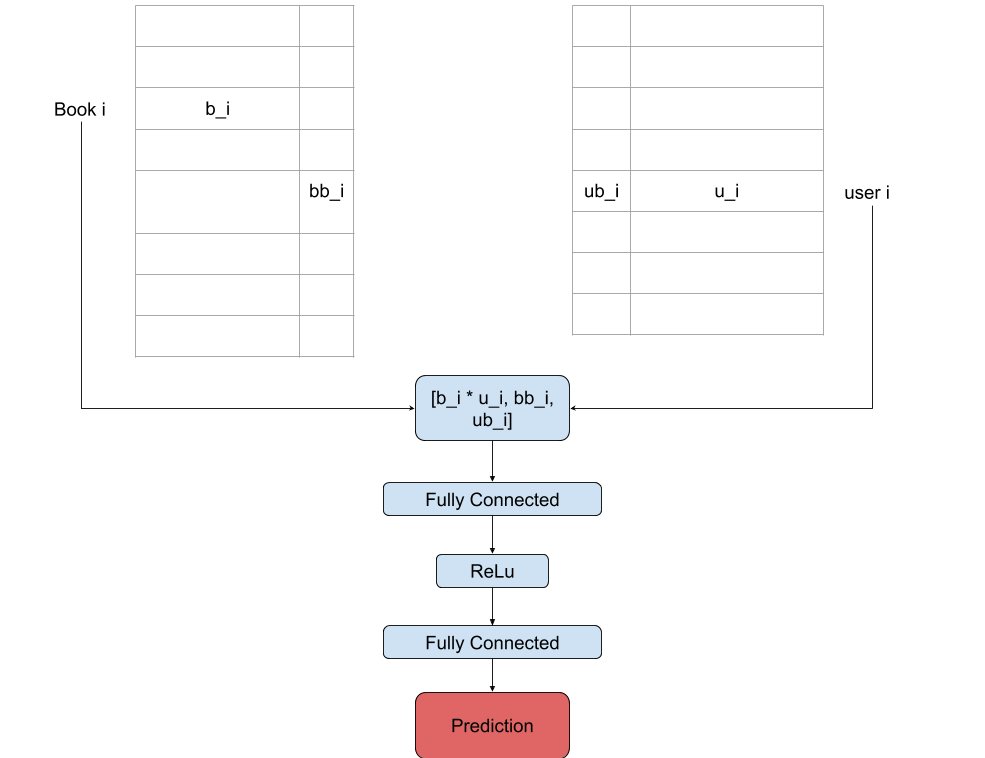 Book i
b_i
bb_i
ub_i
u_i
user i
[b_i * u_i, bb_i,
ub_i]
Fully Connected
ReLu
Fully Connected
Prediction